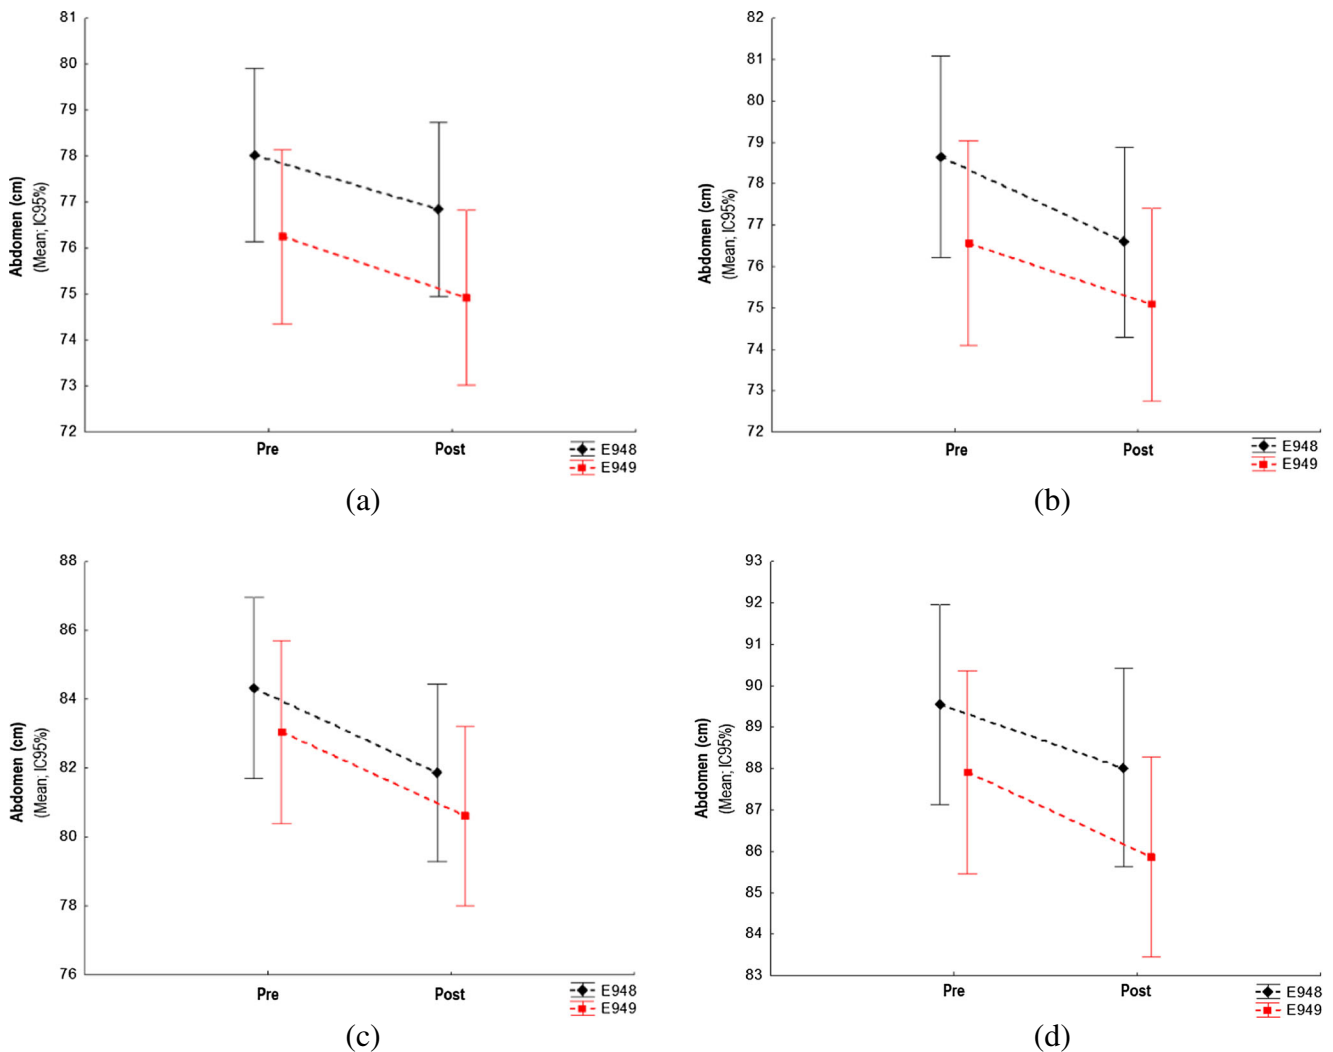 81
80
79
78
77
76
75
74
73
72
Abdomen (cm)
(Mean; IC95%)
Pre
Post
E948
E949
(a)
82
81
80
79
78
77
76
75
74
73
72
Abdomen (cm)
(Mean; IC95%)
Pre
Post
E948
E949
(b)
88
86
84
82
80
78
76
Abdomen (cm)
(Mean; IC95%)
Pre
Post
E948
E949
(c)
93
92
91
90
89
88
87
86
85
84
83
Abdomen (cm)
(Mean; IC95%)
Pre
Post
E948
E949
(d)